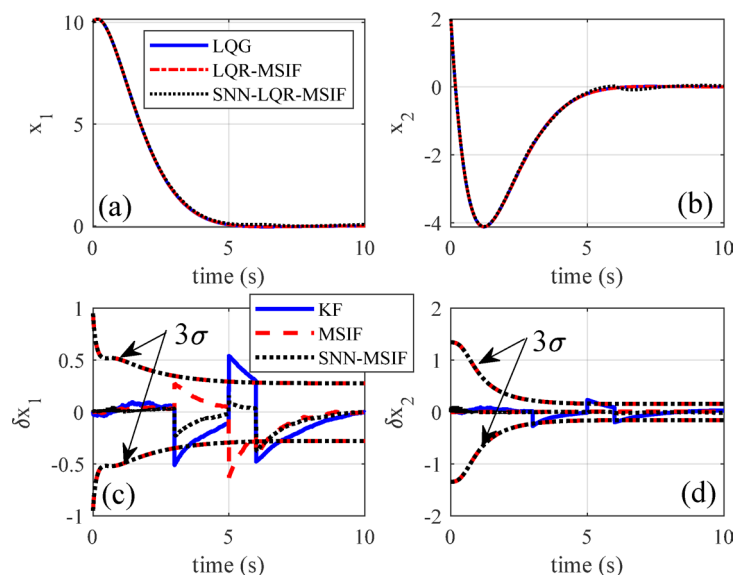 10
5
0
x1
LQG
LQR-MSIF
SNN-LQR-MSIF
(a)
0 5 10
time (s)
2
0
-2
-4
x2
(b)
0 5 10
time (s)
1
0.5
0
-0.5
-1
δx1
3σ
(c)
0 5 10
time (s)
KF
MSIF
SNN-MSIF
2
1
0
-1
-2
δx2
3σ
(d)
0 5 10
time (s)